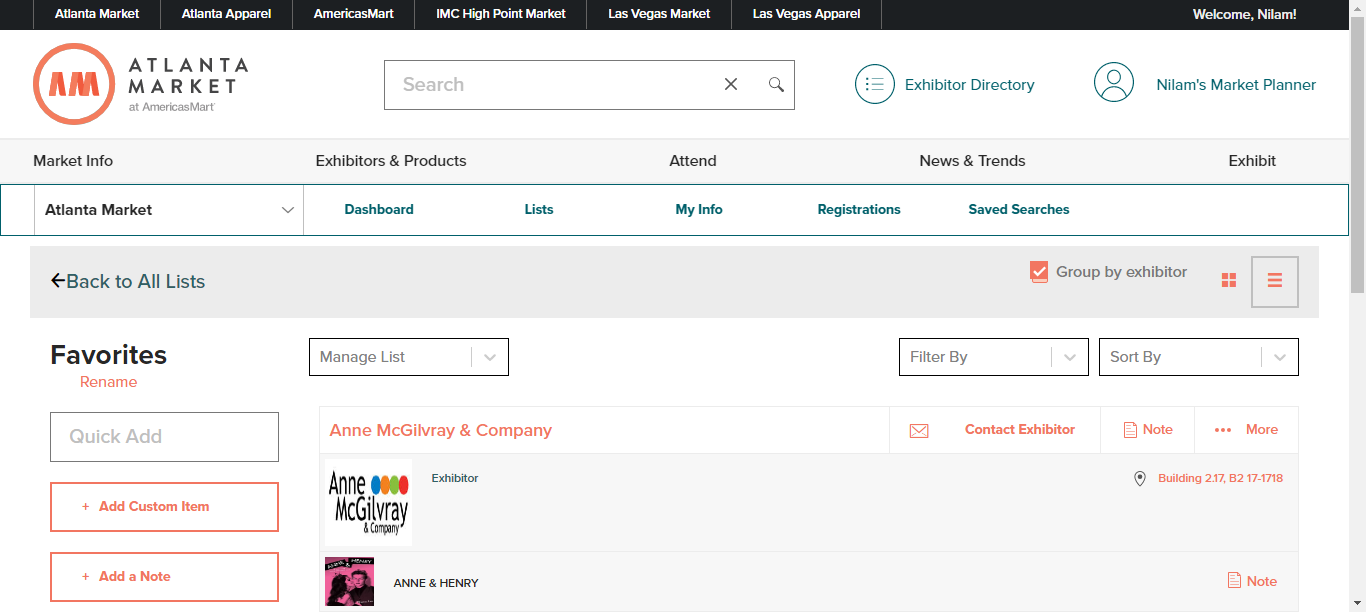 Atlanta Market Atlanta Apparel AmericasMart IMC High Point Market Las Vegas Market Las Vegas Apparel Welcome, Nilam!
AM
ATLANTA
MARKET
at AmericasMart
Search
Exhibitor Directory
Nilam's Market Planner
Market Info Exhibitors & Products Attend News & Trends Exhibit
Atlanta Market Dashboard Lists My Info Registrations Saved Searches
Back to All Lists
Group by exhibitor
Favorites
Rename
Manage List
Filter By
Sort By
Quick Add
+ Add Custom Item
+ Add a Note
Anne McGilvray & Company
Contact Exhibitor
Note
More
Anne
McGilvray
& Company
Exhibitor
Building 2.17, B2 17-1718
ANNE & HENRY
Note